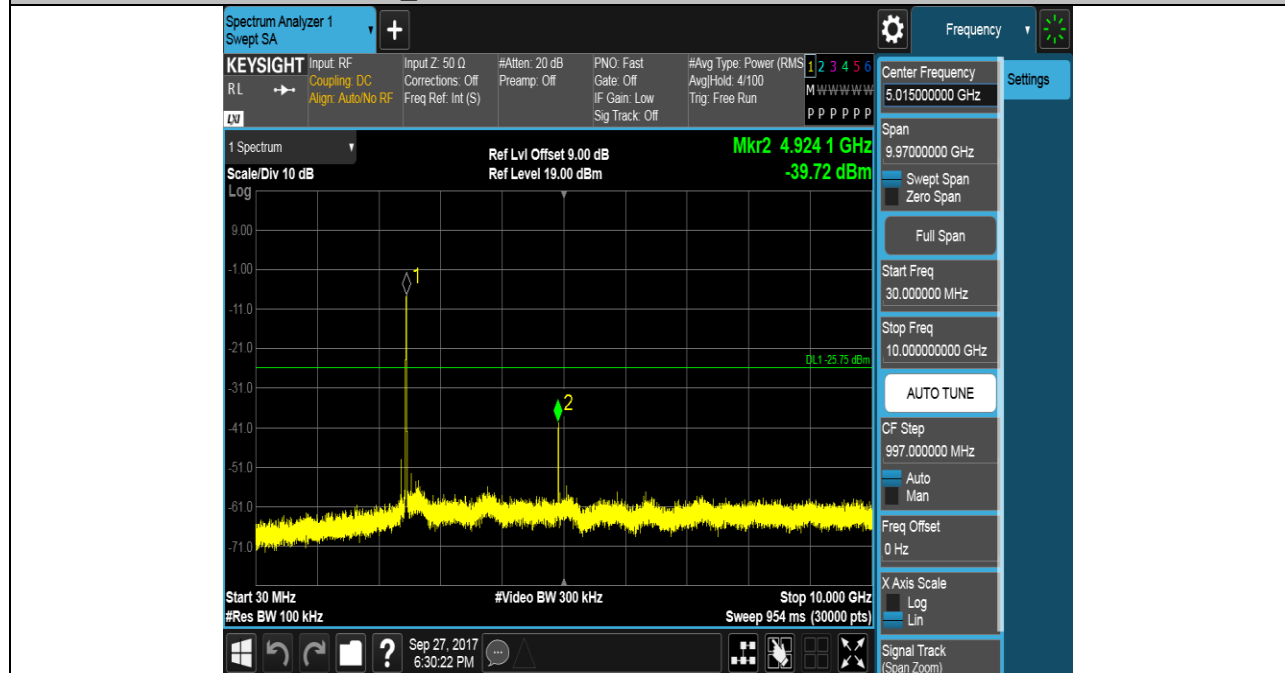 Spectrum Analyzer 1
Swept SA
Frequency
KEYSIGHT
RL
LXI
Input: RF
Coupling: DC
Align: Auto/No RF
Input Z: 50 Ω
Corrections: Off
Freq Ref: Int (S)
#Atten: 20 dB
Preamp: Off
PNO: Fast
Gate: Off
IF Gain: Low
Sig Track: Off
#Avg Type: Power (RMS
Avg|Hold: 4/100
Trig: Free Run
1 2 3 4 5 6
M W W W W W
P P P P P P
1 Spectrum
Scale/Div 10 dB
Ref Lvl Offset 9.00 dB
Ref Level 19.00 dBm
Mkr2 4.924 1 GHz
-39.72 dBm
Log
9.00
-1.00
-11.0
-21.0
-31.0
-41.0
-51.0
-61.0
-71.0
1
2
DL1 -25.75 dBm
Start 30 MHz
#Res BW 100 kHz
#Video BW 300 kHz
Stop 10.000 GHz
Sweep 954 ms (30000 pts)
Sep 27, 2017
6:30:22 PM
Center Frequency
5.015000000 GHz
Span
9.97000000 GHz
Swept Span
Zero Span
Full Span
Start Freq
30.000000 MHz
Stop Freq
10.000000000 GHz
AUTO TUNE
CF Step
997.000000 MHz
Auto
Man
Freq Offset
0 Hz
X Axis Scale
Log
Lin
Signal Track
(Span Zoom)
Settings